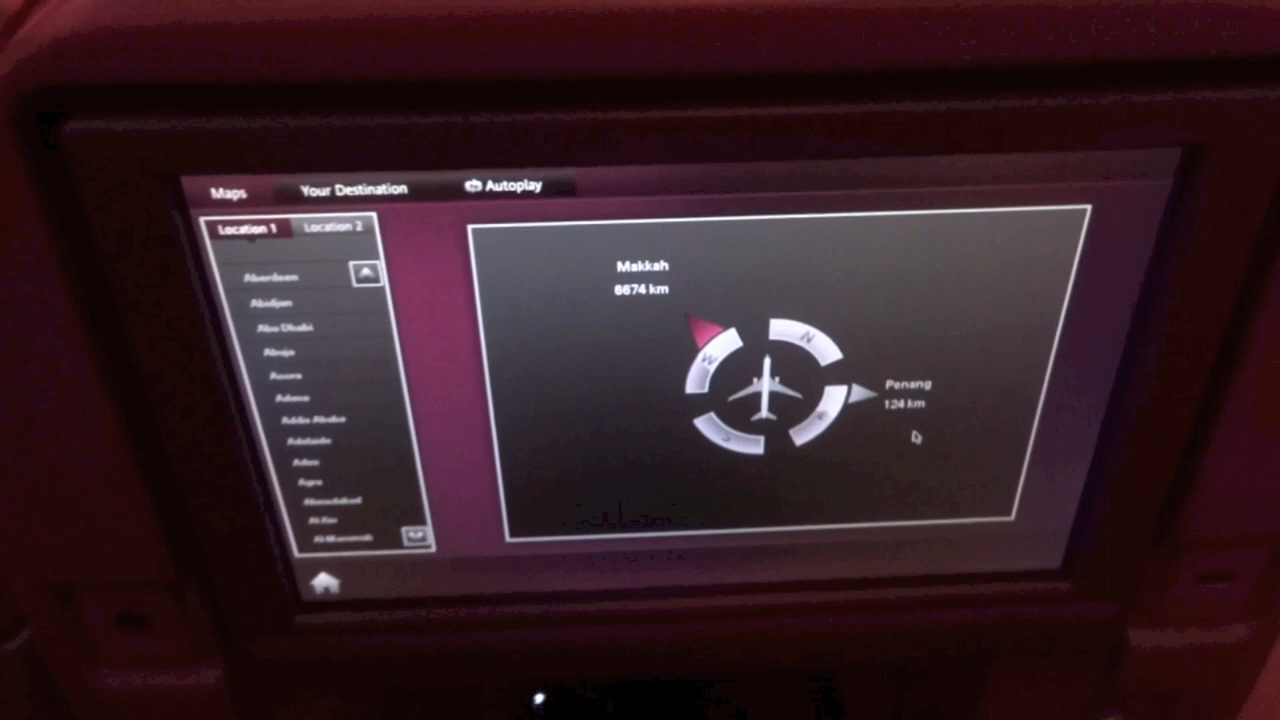 Maps
Your Destination
Autoplay
Location 1
Location 2
Aberdeen
Abidjan
Abu Dhabi
Abuja
Accra
Adana
Addis Ababa
Adelaide
Aden
Agra
Ahmedabad
Makkah
6674 km
N
W
Penang
124 km